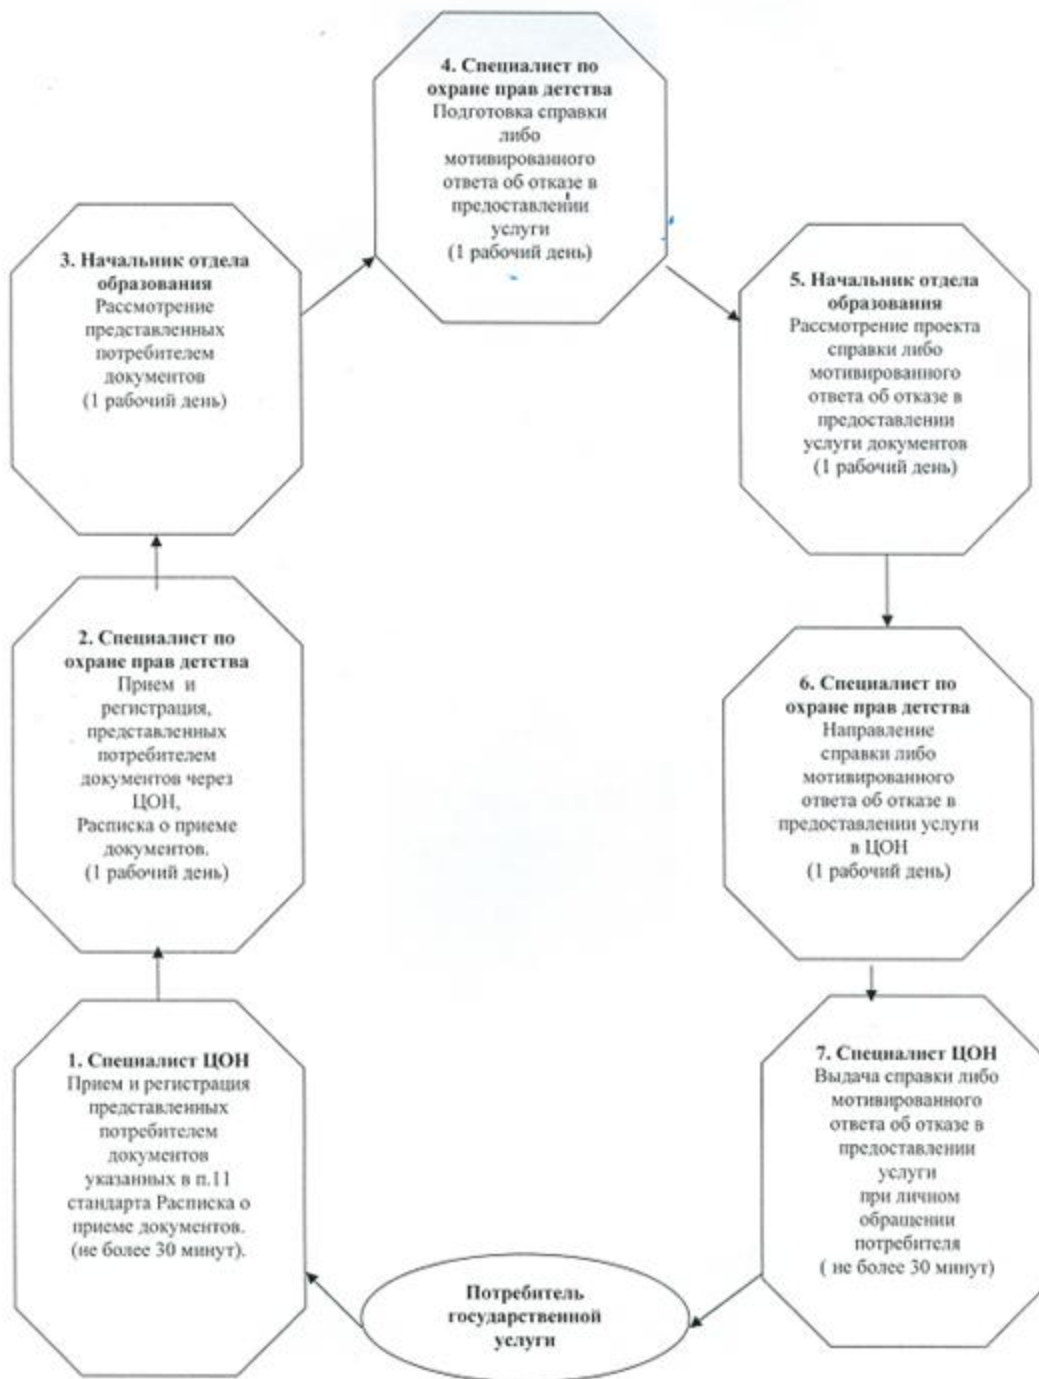 4. Специалист по
охране прав детства
Подготовка справки
либо
мотивированного
ответа об отказе в
предоставлении
услуги
(1 рабочий день)
3. Начальник отдела
образования
Рассмотрение
представленных
потребителем
документов
(1 рабочий день)
5. Начальник отдела
образования
Рассмотрение проекта
справки либо
мотивированного
ответа об отказе в
предоставлении
услуги документов
(1 рабочий день)
2. Специалист по
охране прав детства
Прием и
регистрация,
представленных
потребителем
документов через
ЦОН,
Расписка о приеме
документов.
(1 рабочий день)
6. Специалист по
охране прав детства
Направление
справки либо
мотивированного
ответа об отказе в
предоставлении услуги
в ЦОН
(1 рабочий день)
1. Специалист ЦОН
Прием и регистрация
представленных
потребителем
документов
указанных в п.11
стандарта Расписка о
приеме документов.
(не более 30 минут).
7. Специалист ЦОН
Выдача справки либо
мотивированного
ответа об отказе в
предоставлении
услуги
при личном
обращении
потребителя
( не более 30 минут)
Потребитель
государственной
услуги